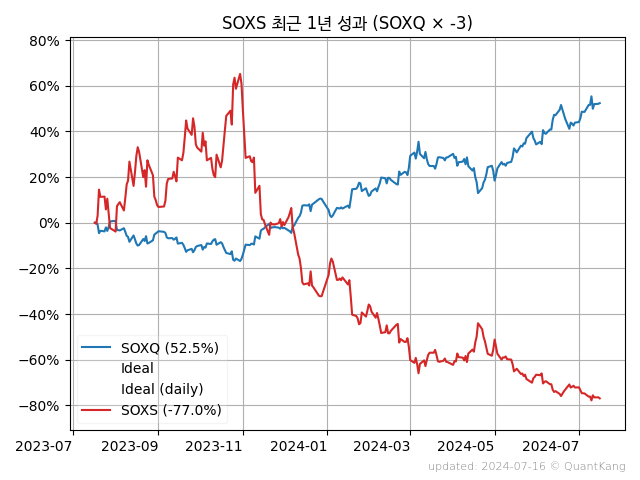 SOXS 최근 1년 성과 (SOXQ × -3)
80%
60%
40%
20%
0%
−20%
−40%
−60%
−80%
SOXQ (52.5%)
Ideal
Ideal (daily)
SOXS (-77.0%)
2023-07
2023-09
2023-11
2024-01
2024-03
2024-05
2024-07
updated: 2024-07-16 © QuantKang